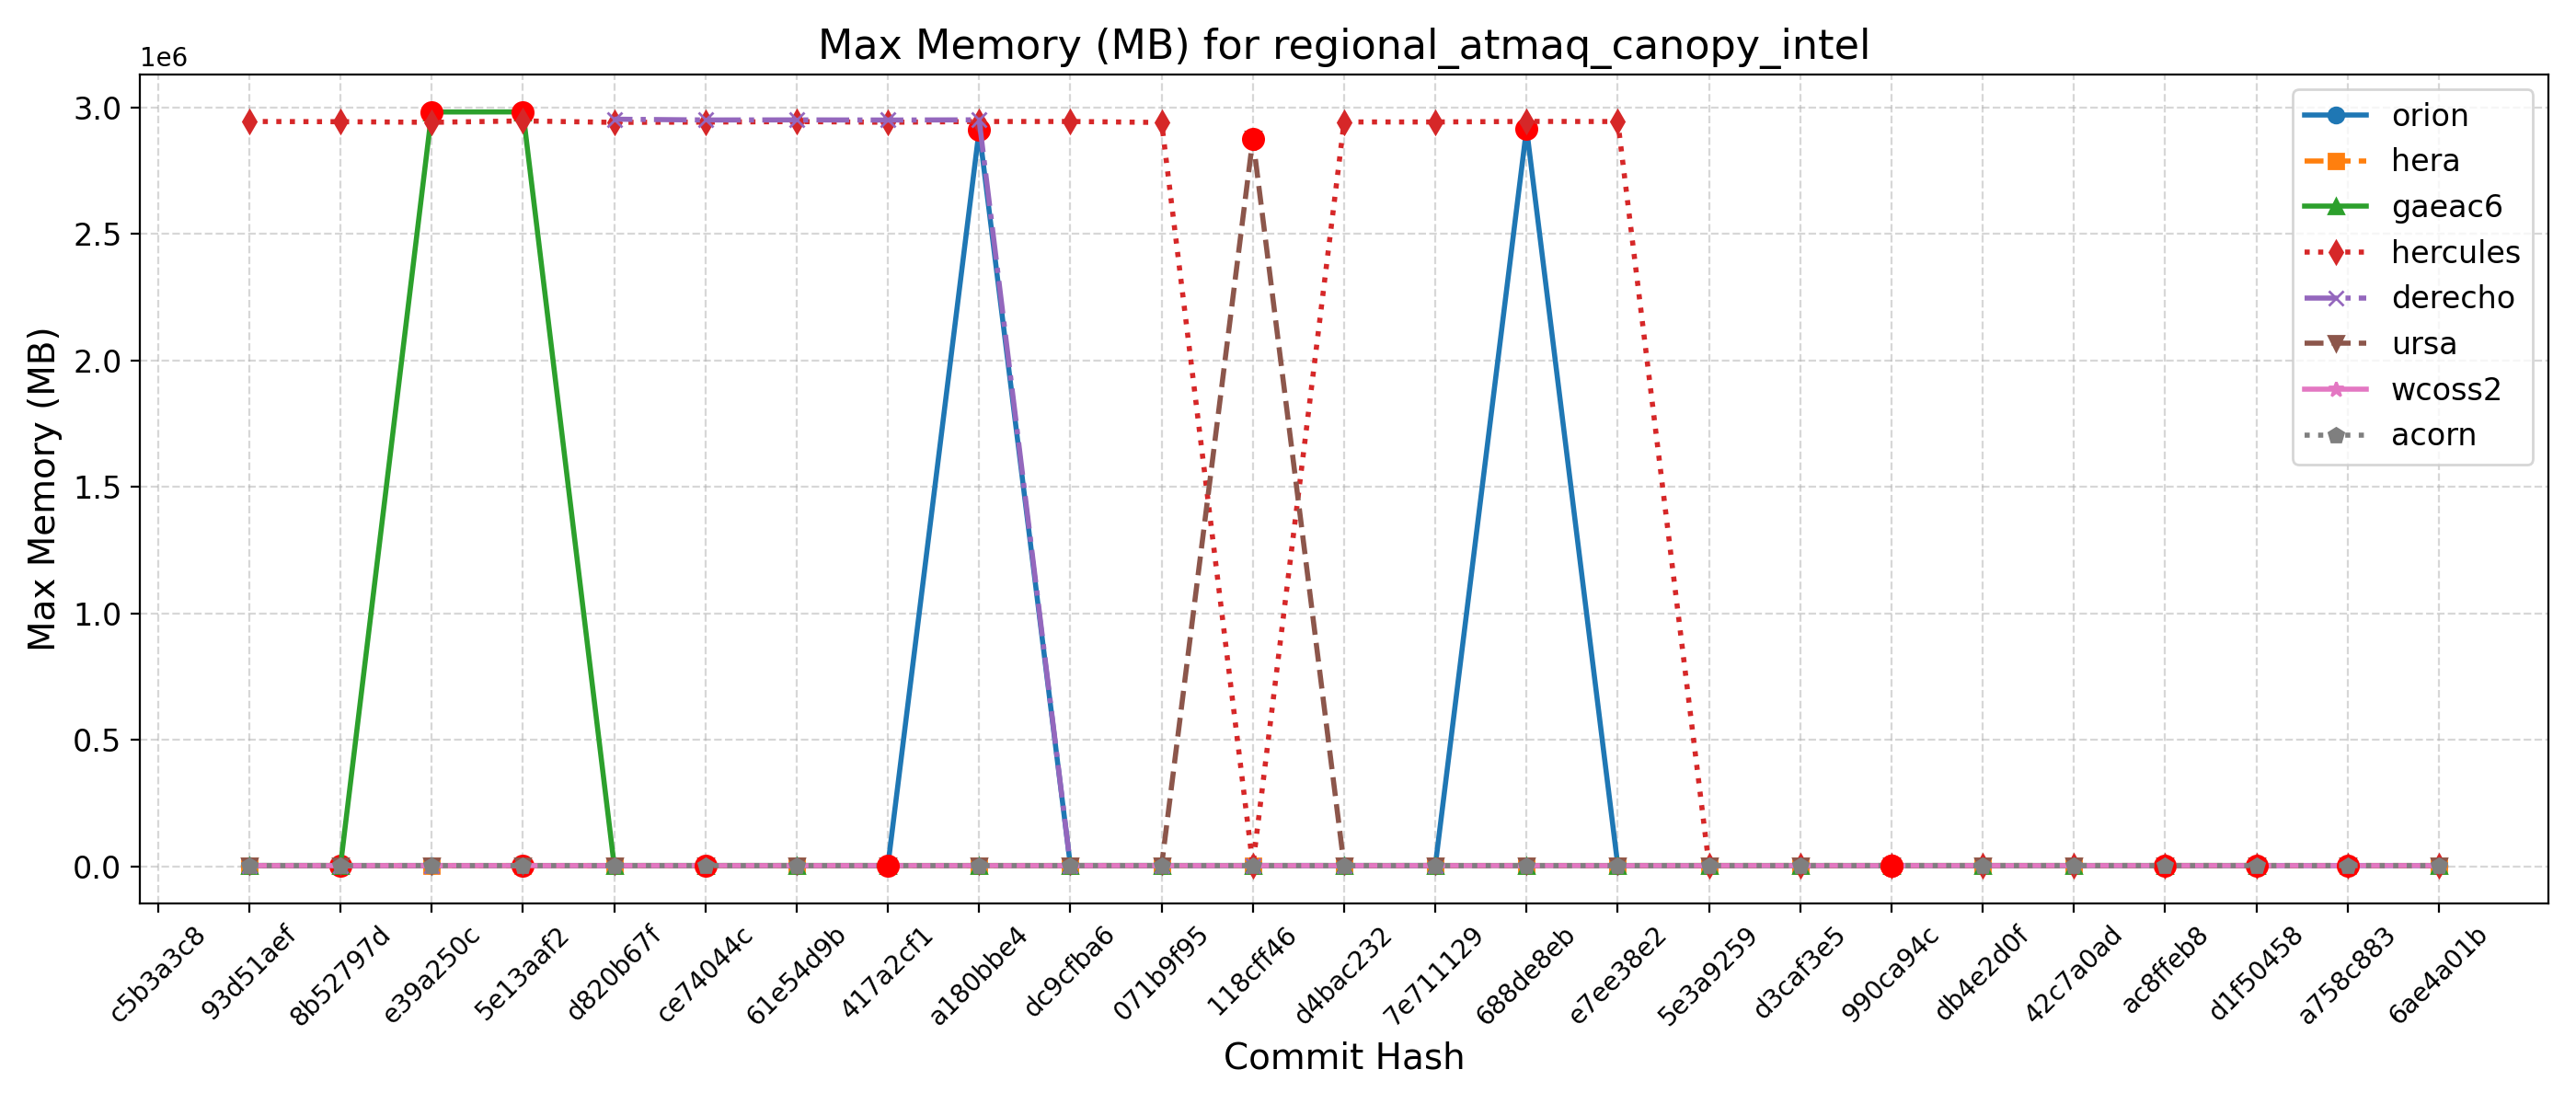 Max Memory (MB) for regional_atmaq_canopy_intel
1e6
3.0
2.5
2.0
1.5
1.0
0.5
0.0
Max Memory (MB)
orion
hera
gaeac6
hercules
derecho
ursa
wcoss2
acorn
c5b3a3c8
93d51aef
8b52797d
e39a250c
5e13aaf2
d820b67f
ce74044c
61e54d9b
417a2cf1
a180bbe4
dc9cfba6
071b9f95
118cff46
d4bac232
7e711129
688de8eb
e7ee38e2
5e3a9259
d3caf3e5
990ca94c
db4e2d0f
42c7a0ad
ac8ffeb8
d1f50458
a758c883
6ae4a01b
Commit Hash